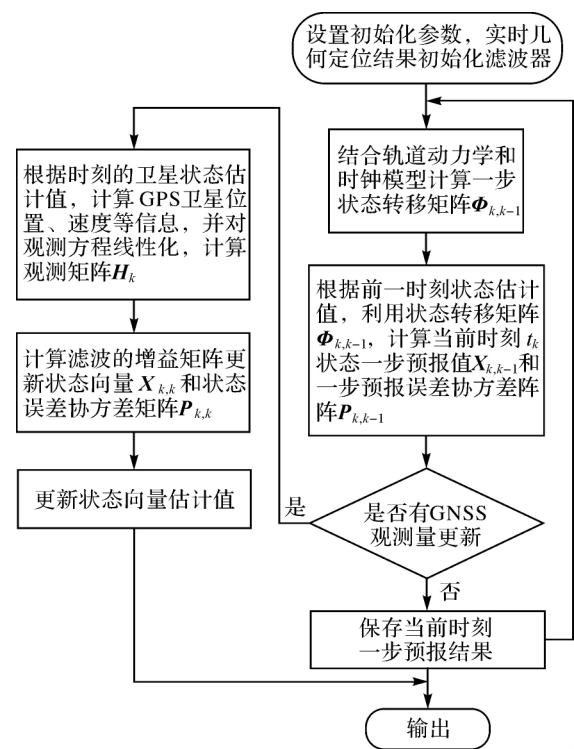 设置初始化参数，实时几
何定位结果初始化滤波器
结合轨道动力学和
时钟模型计算一步
状态转移矩阵Φk,k−1
根据前一时刻状态估计
值，利用状态转移矩阵
Φk,k−1，计算当前时刻 tk
状态一步预报值Xk,k−1和
一步预报误差协方差阵
阵Pk,k−1
是否有GNSS
观测量更新
是
否
根据时刻的卫星状态估
计值，计算 GPS卫星位
置、速度等信息，并对
观测方程线性化，计算
观测矩阵Hk
计算滤波的增益矩阵更
新状态向量 Xk,k 和状态
误差协方差矩阵Pk,k
更新状态向量估计值
保存当前时刻
一步预报结果
输出